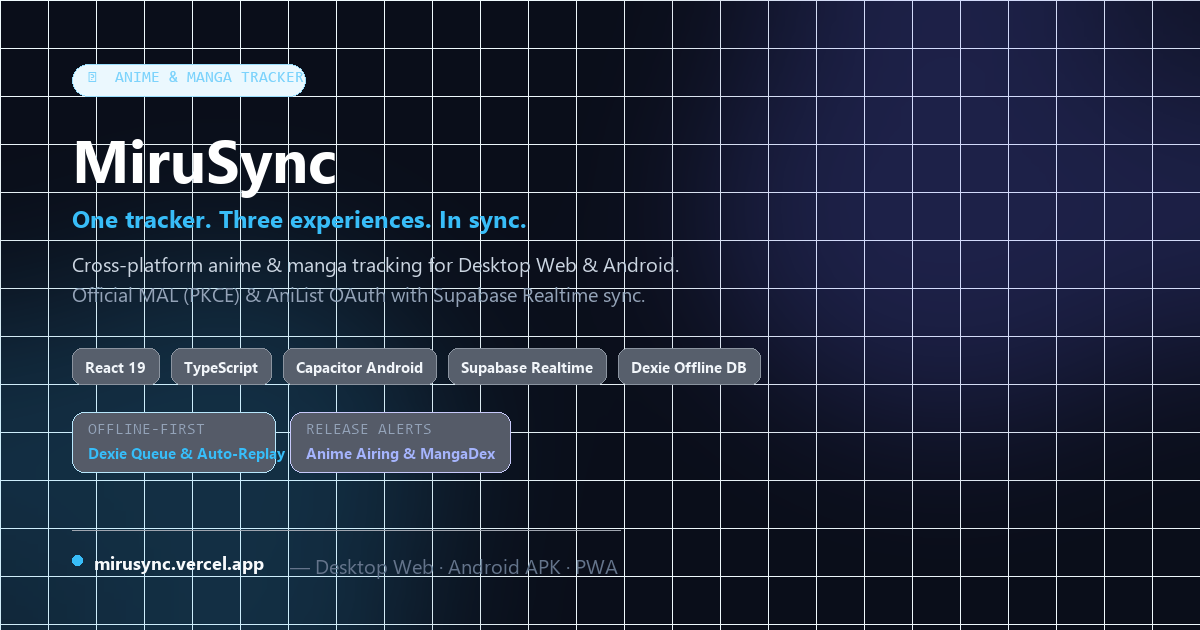 ANIME & MANGA TRACKER
MiruSync
One tracker. Three experiences. In sync.
Cross-platform anime & manga tracking for Desktop Web & Android.
Official MAL (PKCE) & AniList OAuth with Supabase Realtime sync.
React 19 TypeScript Capacitor Android Supabase Realtime Dexie Offline DB
OFFLINE-FIRST
Dexie Queue & Auto-Replay
RELEASE ALERTS
Anime Airing & MangaDex
mirusync.vercel.app — Desktop Web · Android APK · PWA